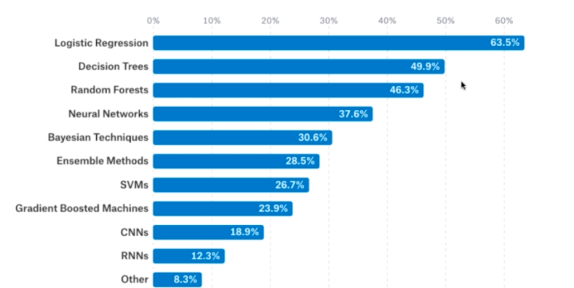 0% 10% 20% 30% 40% 50% 60%
Logistic Regression 63.5%
Decision Trees 49.9%
Random Forests 46.3%
Neural Networks 37.6%
Bayesian Techniques 30.6%
Ensemble Methods 28.5%
SVMs 26.7%
Gradient Boosted Machines 23.9%
CNNs 18.9%
RNNs 12.3%
Other 8.3%